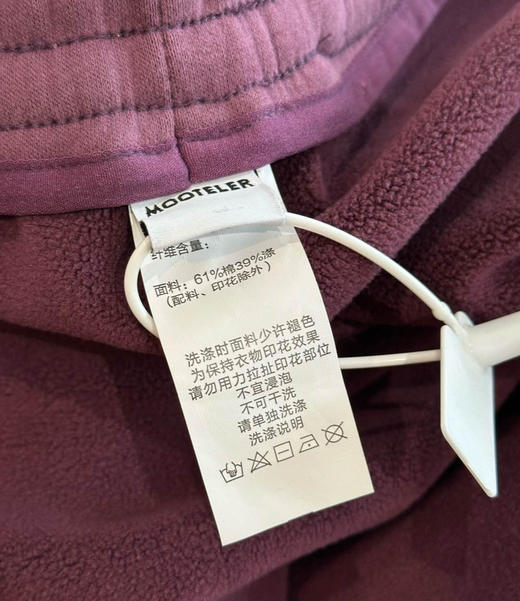 MOOTELER
纤维含量：
面料：61%棉39%涤
（配料、印花除外）
洗涤时面料少许褪色
为保持衣物印花效果
请勿用力拉扯印花部位
不宜浸泡
不可干洗
请单独洗涤
洗涤说明